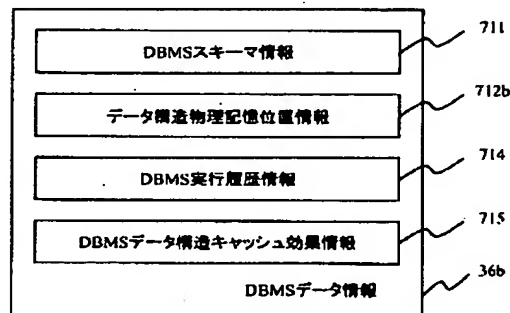 DBMSスキーマ情報
711
データ構造物理記憶位置情報
712b
DBMS実行履歴情報
714
DBMSデータ構造キャッシュ効果情報
715
DBMSデータ情報
36b